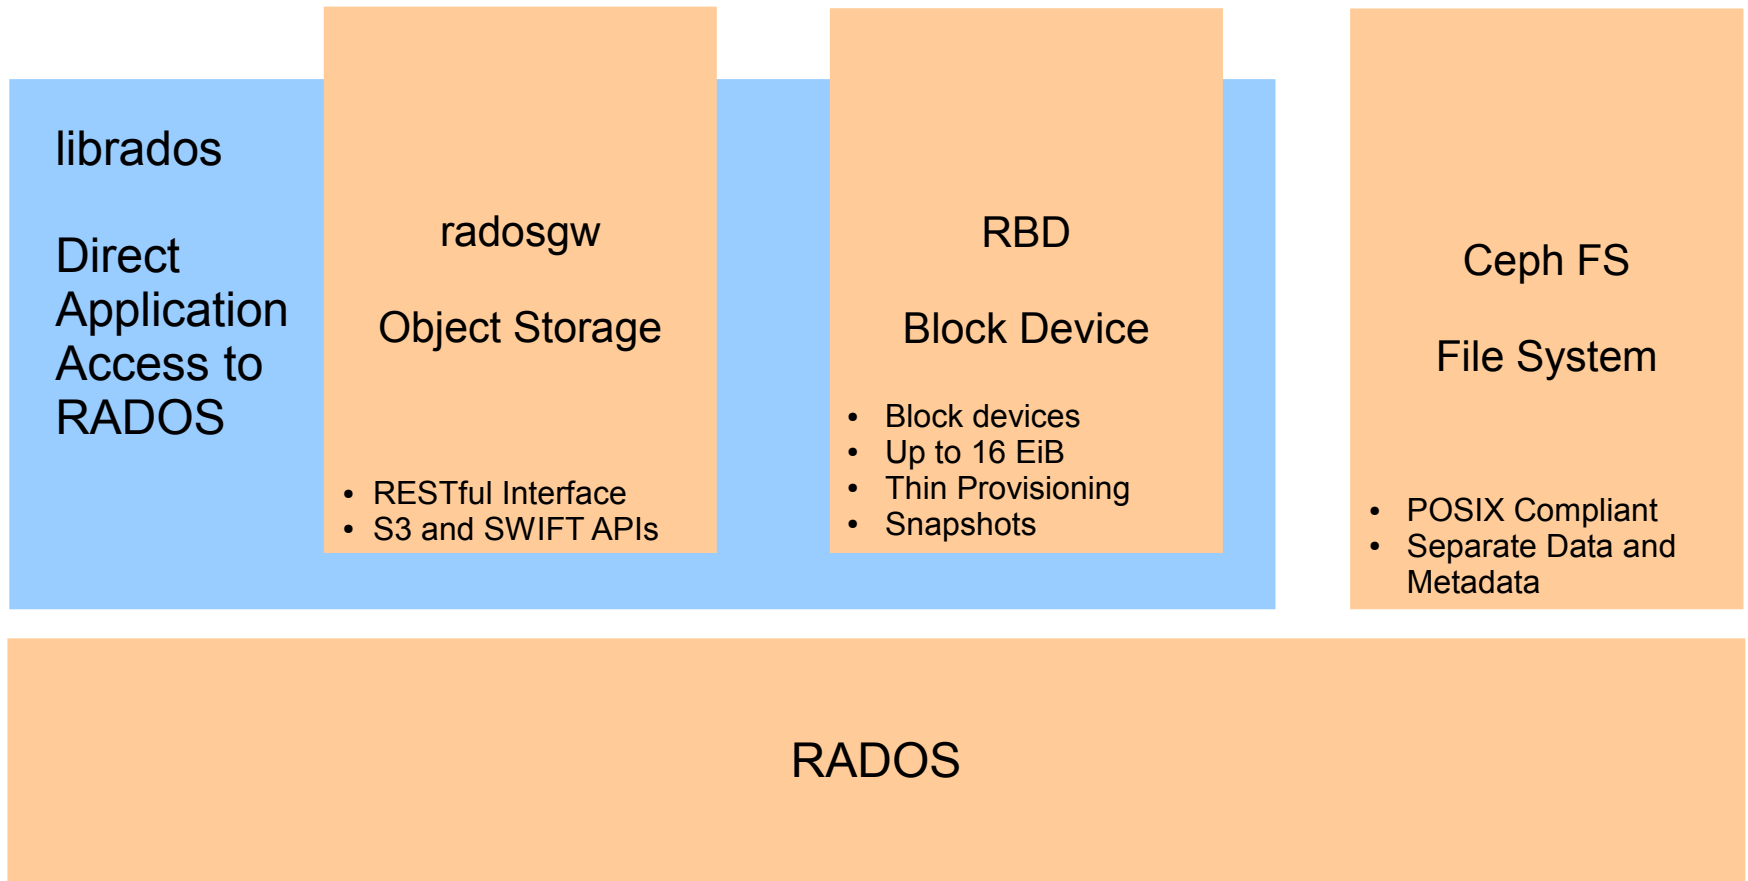 librados
Direct
Application
Access to
RADOS
radosgw
Object Storage
• RESTful Interface
• S3 and SWIFT APIs
RBD
Block Device
• Block devices
• Up to 16 EiB
• Thin Provisioning
• Snapshots
Ceph FS
File System
• POSIX Compliant
• Separate Data and
Metadata
RADOS